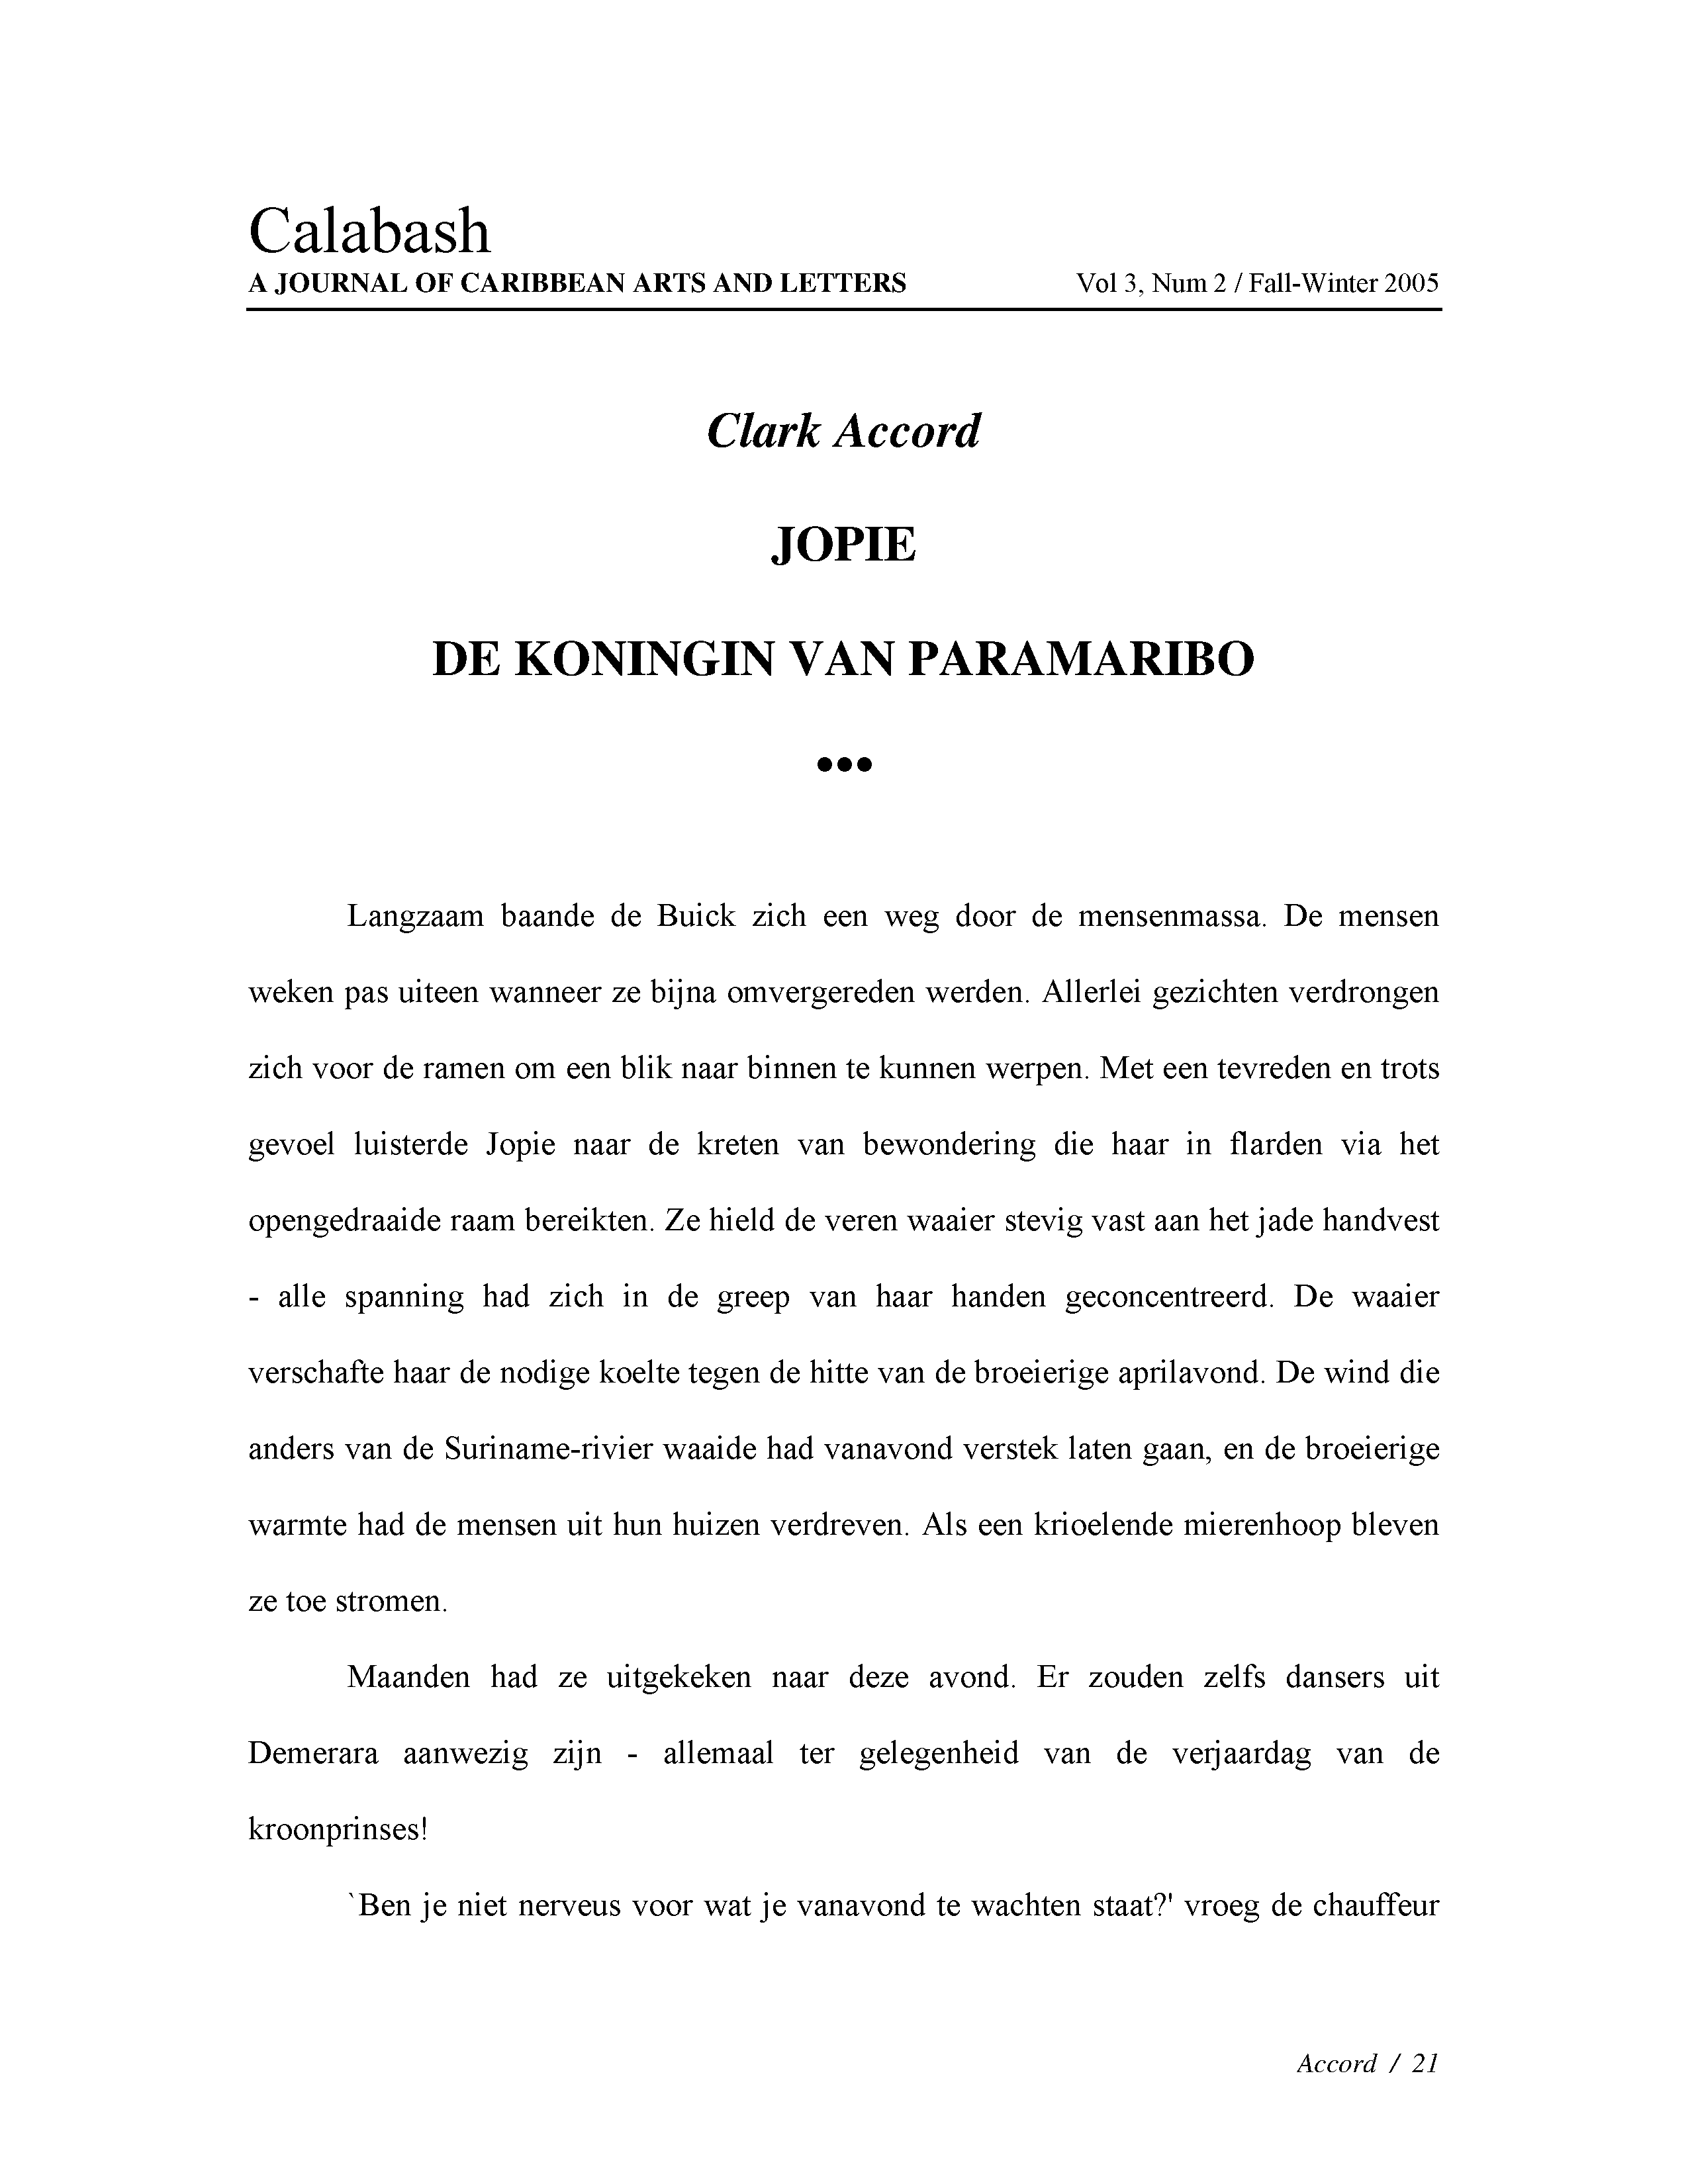 Calabash
A JOURNAL OF CARIBBEAN ARTS AND LETTERS Vol 3, Num 2 / Fall-Winter 2005
Clark Accord
JOPIE
DE KONINGIN VAN PARAMARIBO
•••
Langzaam baande de Buick zich een weg door de mensenmassa. De mensen
weken pas uiteen wanneer ze bijna omvergereden werden. Allerlei gezichten verdrongen
zich voor de ramen om een blik naar binnen te kunnen werpen. Met een tevreden en trots
gevoel luisterde Jopie naar de kreten van bewondering die haar in flarden via het
opengedraaide raam bereikten. Ze hield de veren waaier stevig vast aan het jade handvest
- alle spanning had zich in de greep van haar handen geconcentreerd. De waaier
verschafte haar de nodige koelte tegen de hitte van de broeierige aprilavond. De wind die
anders van de Suriname-rivier waaide had vanavond verstek laten gaan, en de broeierige
warmte had de mensen uit hun huizen verdreven. Als een krioelende mierenhoop bleven
ze toe stromen.
Maanden had ze uitgekeken naar deze avond. Er zouden zelfs dansers uit
Demerara aanwezig zijn - allemaal ter gelegenheid van de verjaardag van de
kroonprinses!
`Ben je niet nerveus voor wat je vanavond te wachten staat?' vroeg de chauffeur
Accord / 21